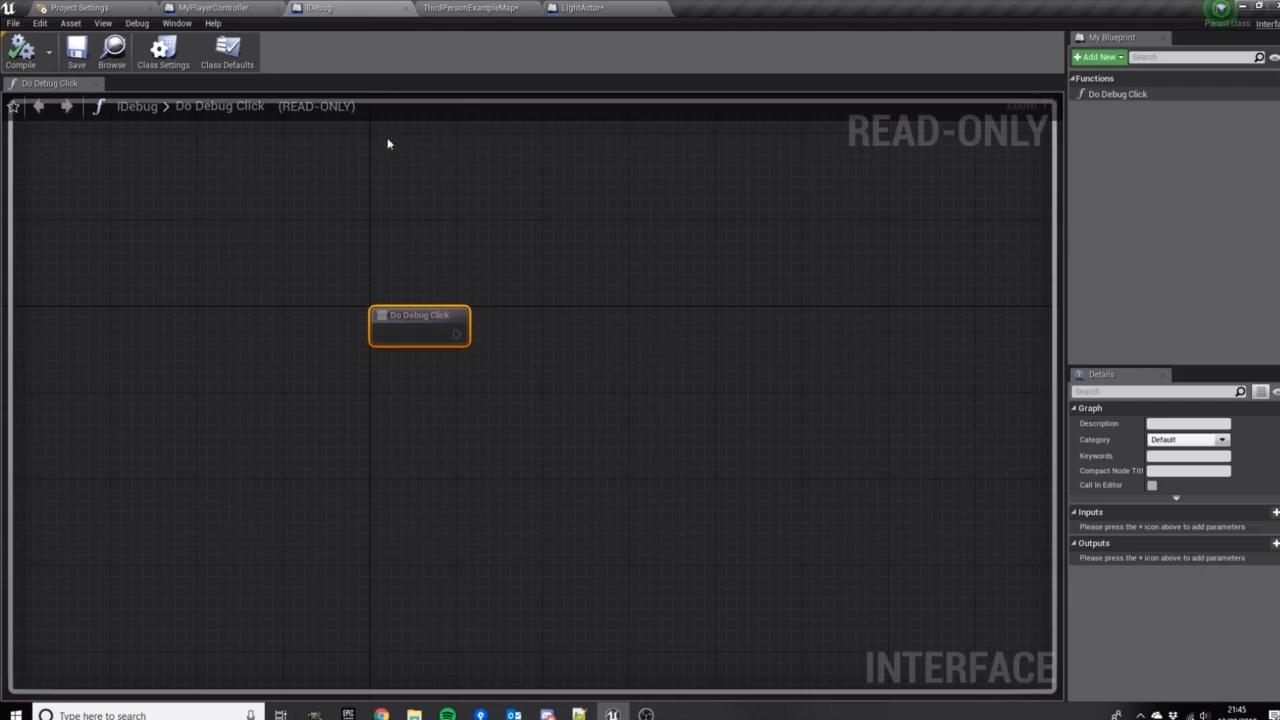 Project Settings
MyPlayerController
IDebug
ThirdPersonExampleMap*
LightActor*
Parent class:
File Edit Asset View Debug Window Help
My Blueprint
Compile
Save
Browse
Class Settings
Class Defaults
Add New
Search
Do Debug Click
Functions
Do Debug Click
IDebug > Do Debug Click (READ-ONLY)
READ-ONLY
Do Debug Click
Details
Search
Graph
Description
Category
Default
Keywords
Compact Node Titl
Call In Editor
Inputs
Please press the + icon above to add parameters
Outputs
Please press the + icon above to add parameters
INTERFACE
Type here to search
21:45